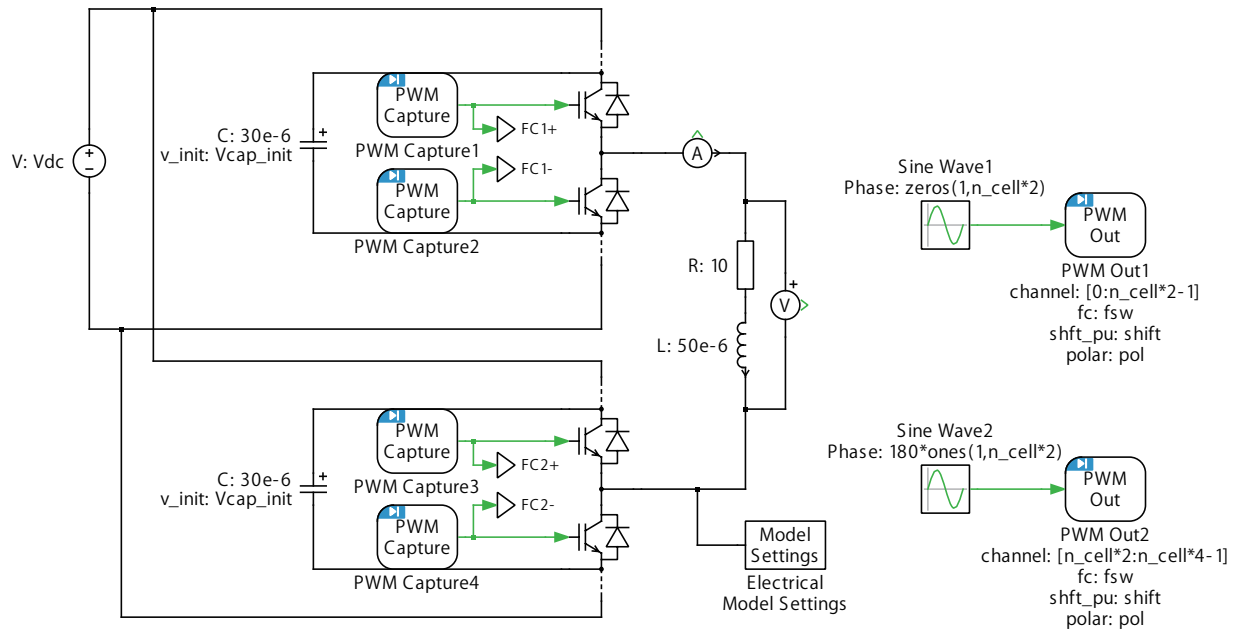 PWM
Capture
FC1+
PWM Capture1
C: 30e-6
v_init: Vcap_init
V: Vdc
FC1-
PWM
Capture
PWM Capture2
A
R: 10
V
L: 50e-6
Sine Wave1
Phase: zeros(1,n_cell*2)
PWM
Out
PWM Out1
channel: [0:n_cell*2-1]
fc: fsw
shft_pu: shift
polar: pol
PWM
Capture
FC2+
PWM Capture3
C: 30e-6
v_init: Vcap_init
FC2-
PWM
Capture
PWM Capture4
Model
Settings
Electrical
Model Settings
Sine Wave2
Phase: 180*ones(1,n_cell*2)
PWM
Out
PWM Out2
channel: [n_cell*2:n_cell*4-1]
fc: fsw
shft_pu: shift
polar: pol